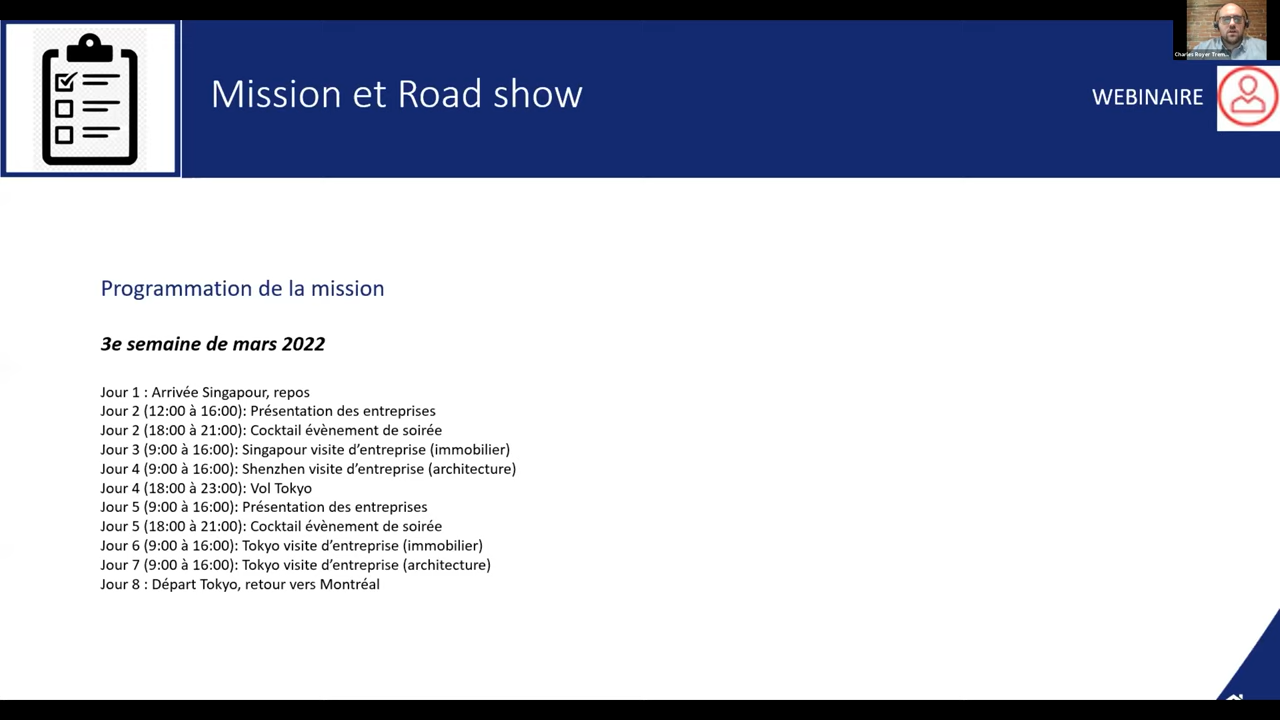 Charles Royer Trem...
Mission et Road show
WEBINAIRE
Programmation de la mission
3e semaine de mars 2022
Jour 1 : Arrivée Singapour, repos
Jour 2 (12:00 à 16:00): Présentation des entreprises
Jour 2 (18:00 à 21:00): Cocktail évènement de soirée
Jour 3 (9:00 à 16:00): Singapour visite d'entreprise (immobilier)
Jour 4 (9:00 à 16:00): Shenzhen visite d'entreprise (architecture)
Jour 4 (18:00 à 23:00): Vol Tokyo
Jour 5 (9:00 à 16:00): Présentation des entreprises
Jour 5 (18:00 à 21:00): Cocktail évènement de soirée
Jour 6 (9:00 à 16:00): Tokyo visite d'entreprise (immobilier)
Jour 7 (9:00 à 16:00): Tokyo visite d'entreprise (architecture)
Jour 8 : Départ Tokyo, retour vers Montréal